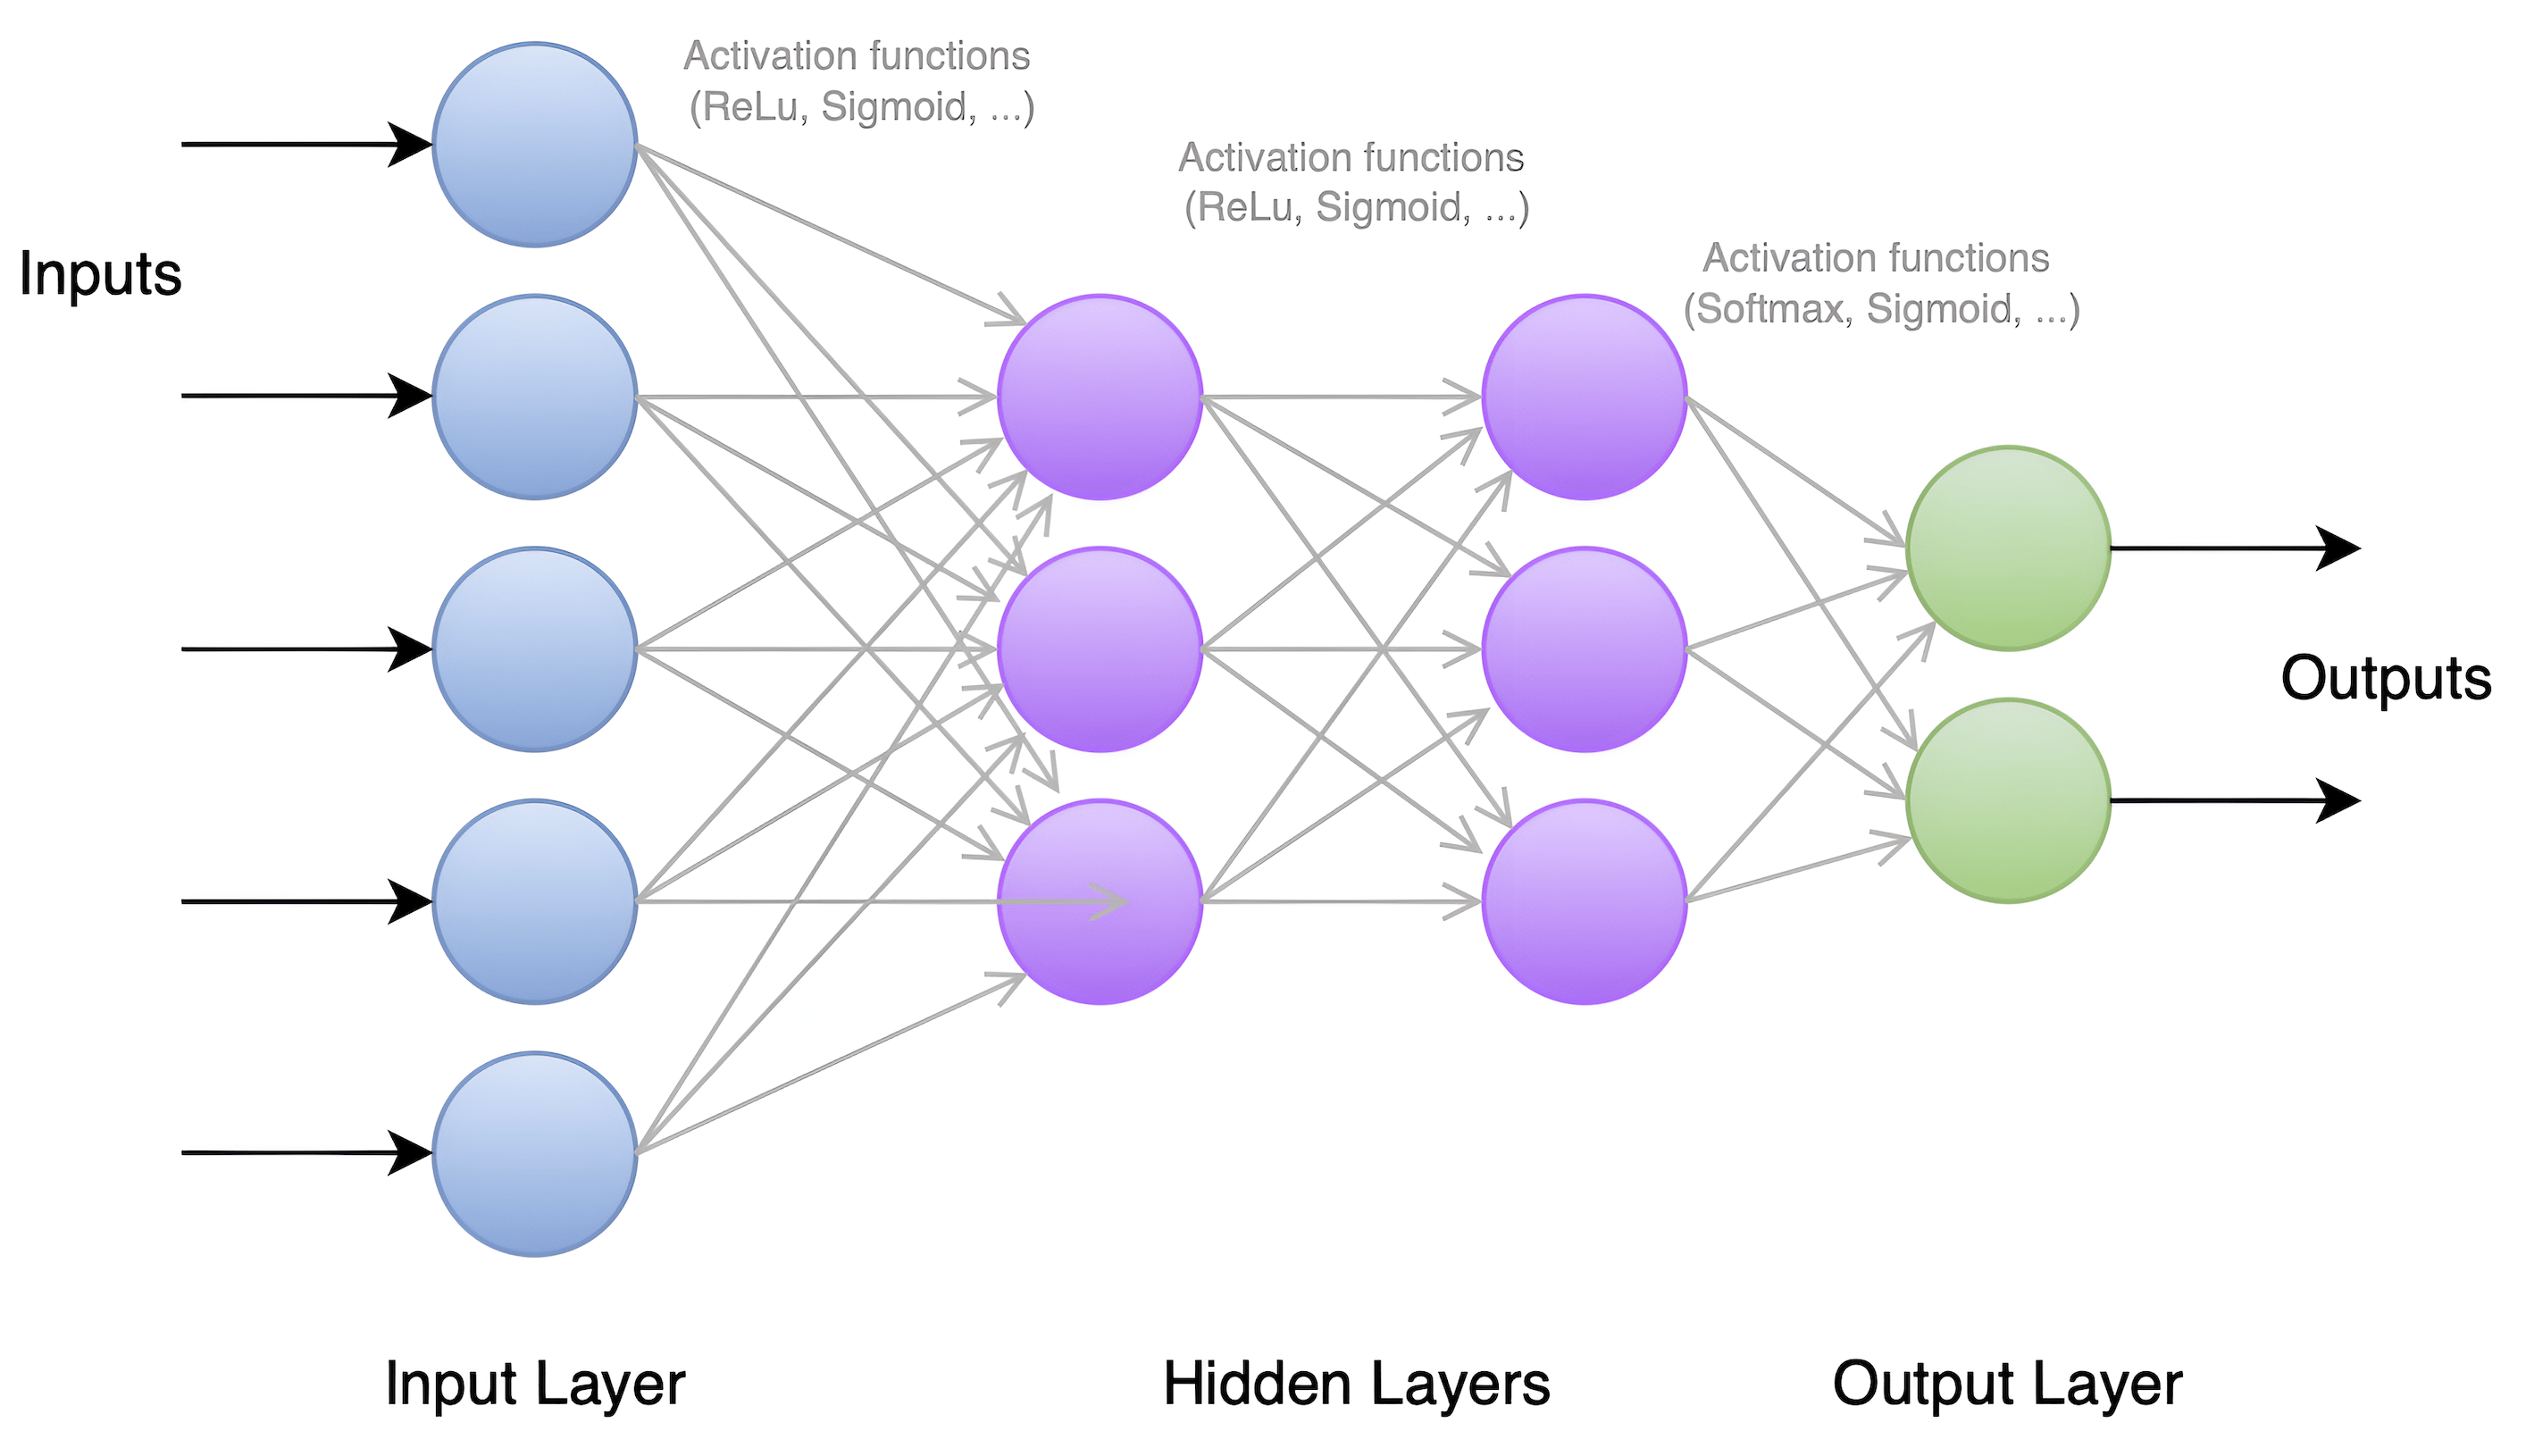 Activation functions
(ReLu, Sigmoid, ...)
Activation functions
(ReLu, Sigmoid, ...)
Activation functions
(Softmax, Sigmoid, ...)
Inputs
Outputs
Input Layer
Hidden Layers
Output Layer